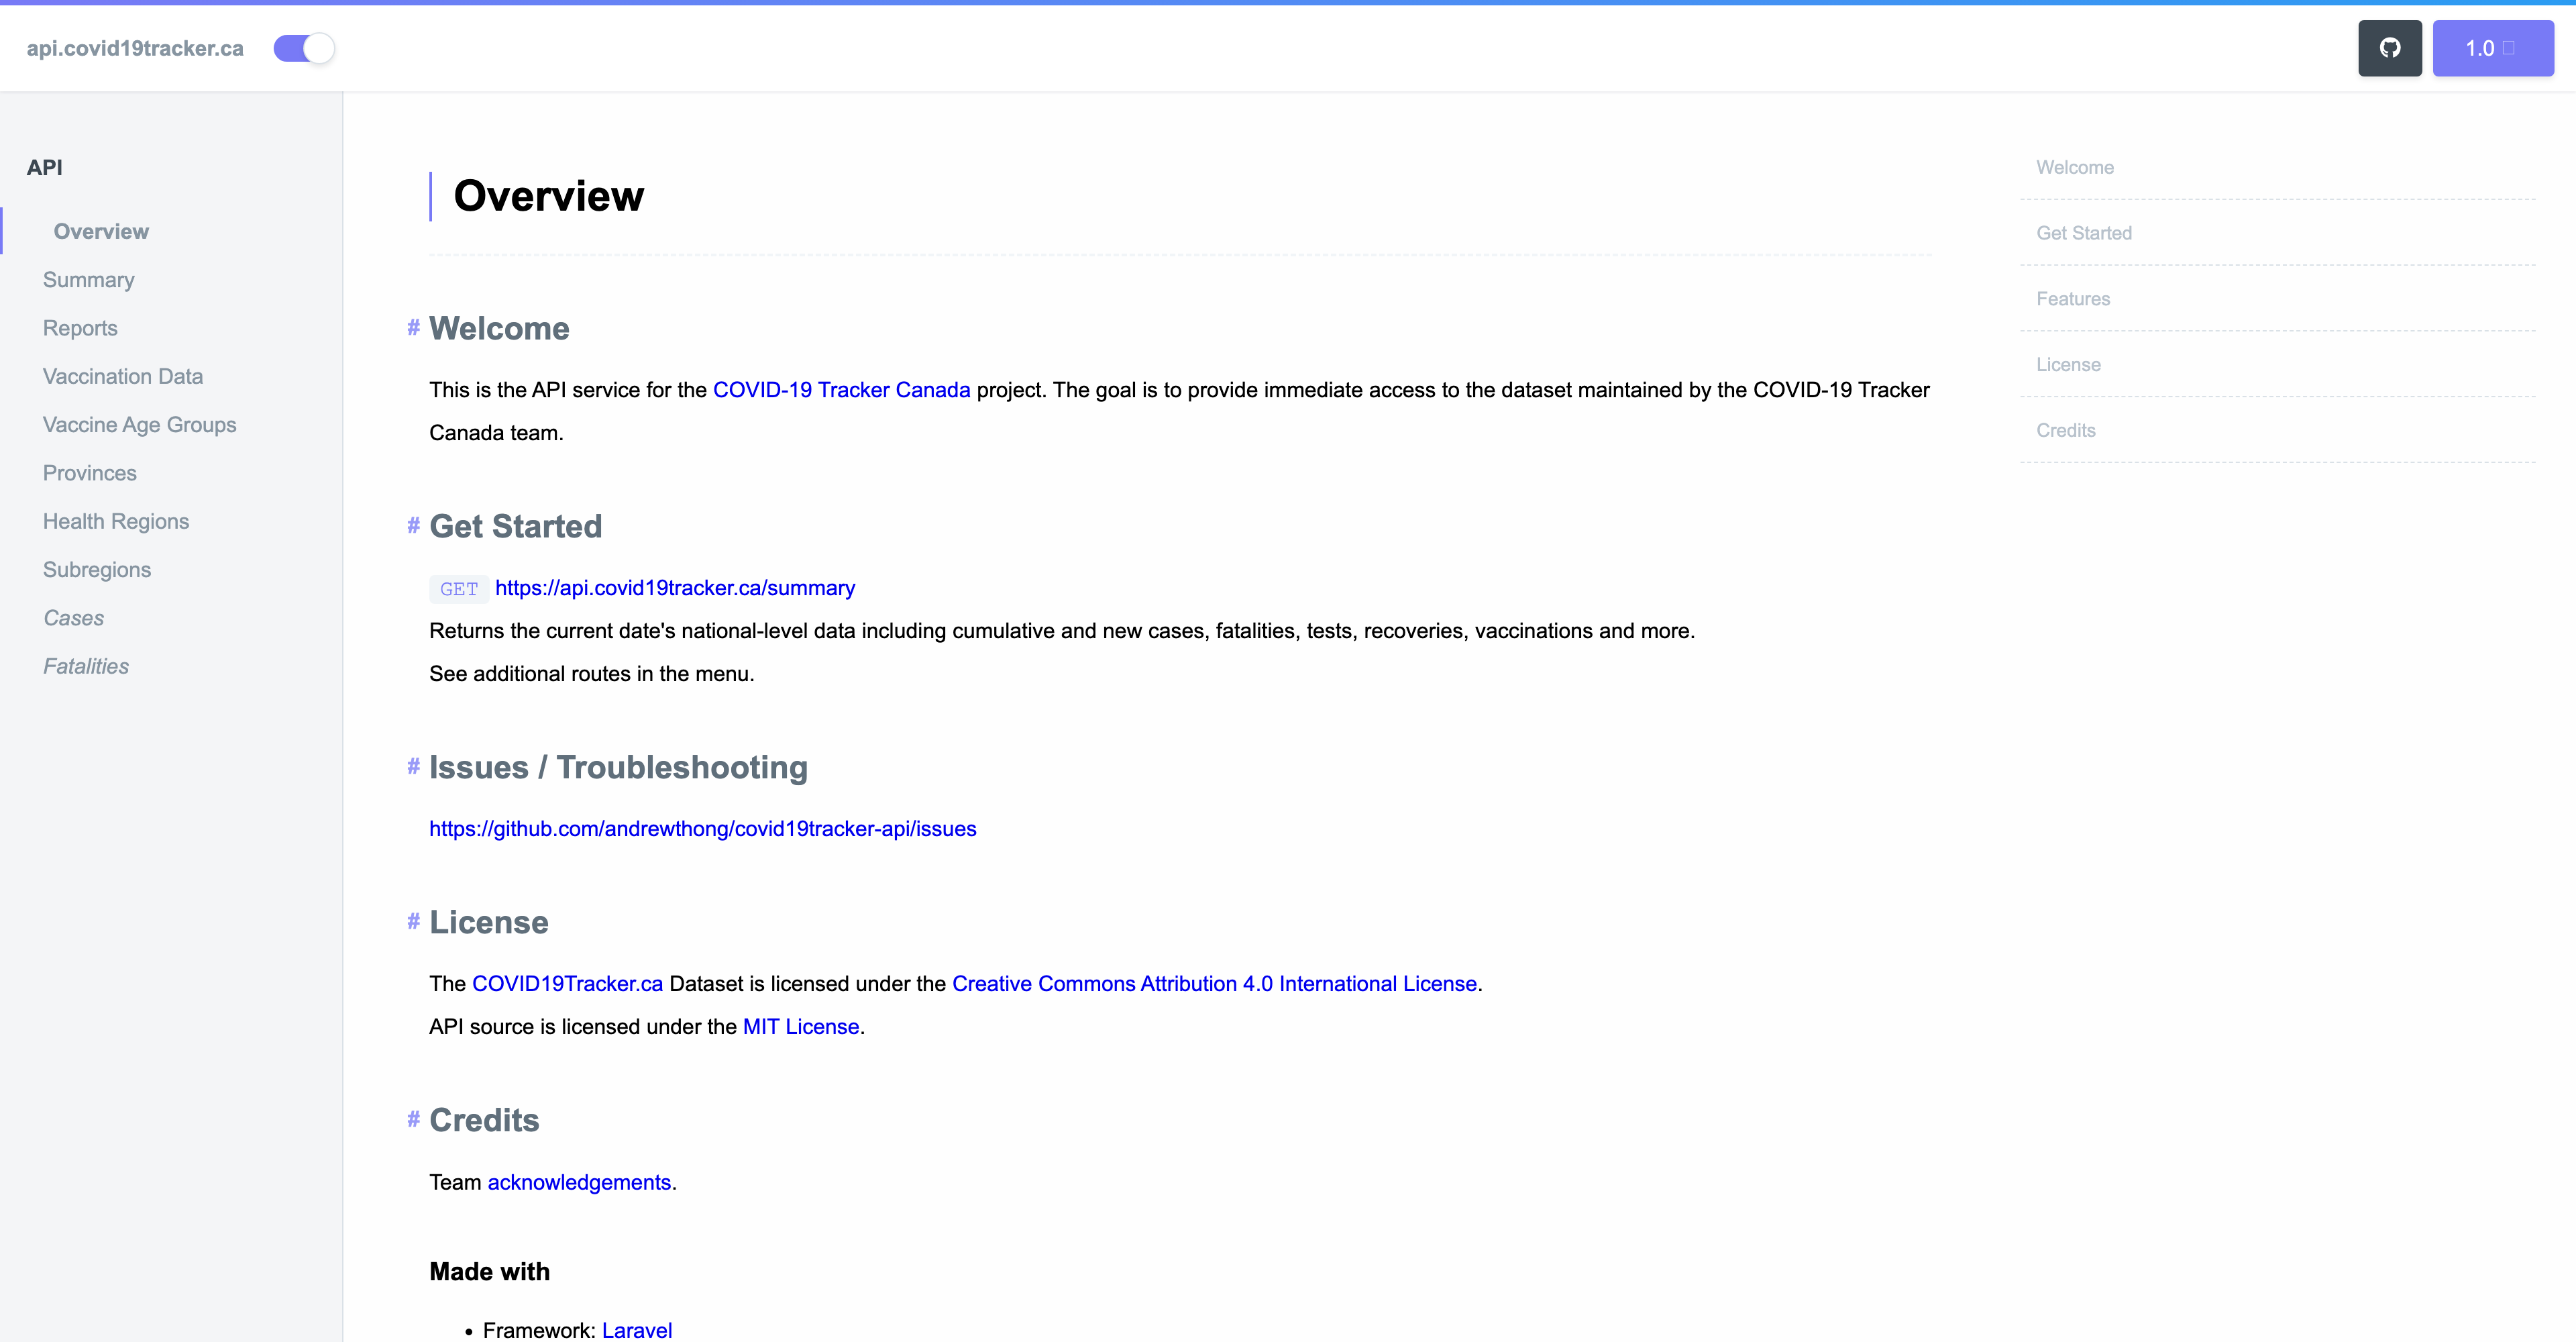 api.covid19tracker.ca
1.0
API
Overview
Summary
Reports
Vaccination Data
Vaccine Age Groups
Provinces
Health Regions
Subregions
Cases
Fatalities
Overview
# Welcome
This is the API service for the COVID-19 Tracker Canada project. The goal is to provide immediate access to the dataset maintained by the COVID-19 Tracker
Canada team.
# Get Started
GET https://api.covid19tracker.ca/summary
Returns the current date's national-level data including cumulative and new cases, fatalities, tests, recoveries, vaccinations and more.
See additional routes in the menu.
# Issues / Troubleshooting
https://github.com/andrewthong/covid19tracker-api/issues
# License
The COVID19Tracker.ca Dataset is licensed under the Creative Commons Attribution 4.0 International License.
API source is licensed under the MIT License.
# Credits
Team acknowledgements.
Made with
• Framework: Laravel
Welcome
Get Started
Features
License
Credits